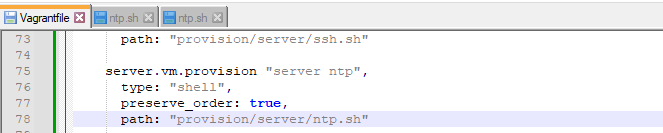 Vagrantfile ntp.sh ntp.sh
73 path: "provision/server/ssh.sh"
74
75 server.vm.provision "server ntp",
76 type: "shell",
77 preserve_order: true,
78 path: "provision/server/ntp.sh"